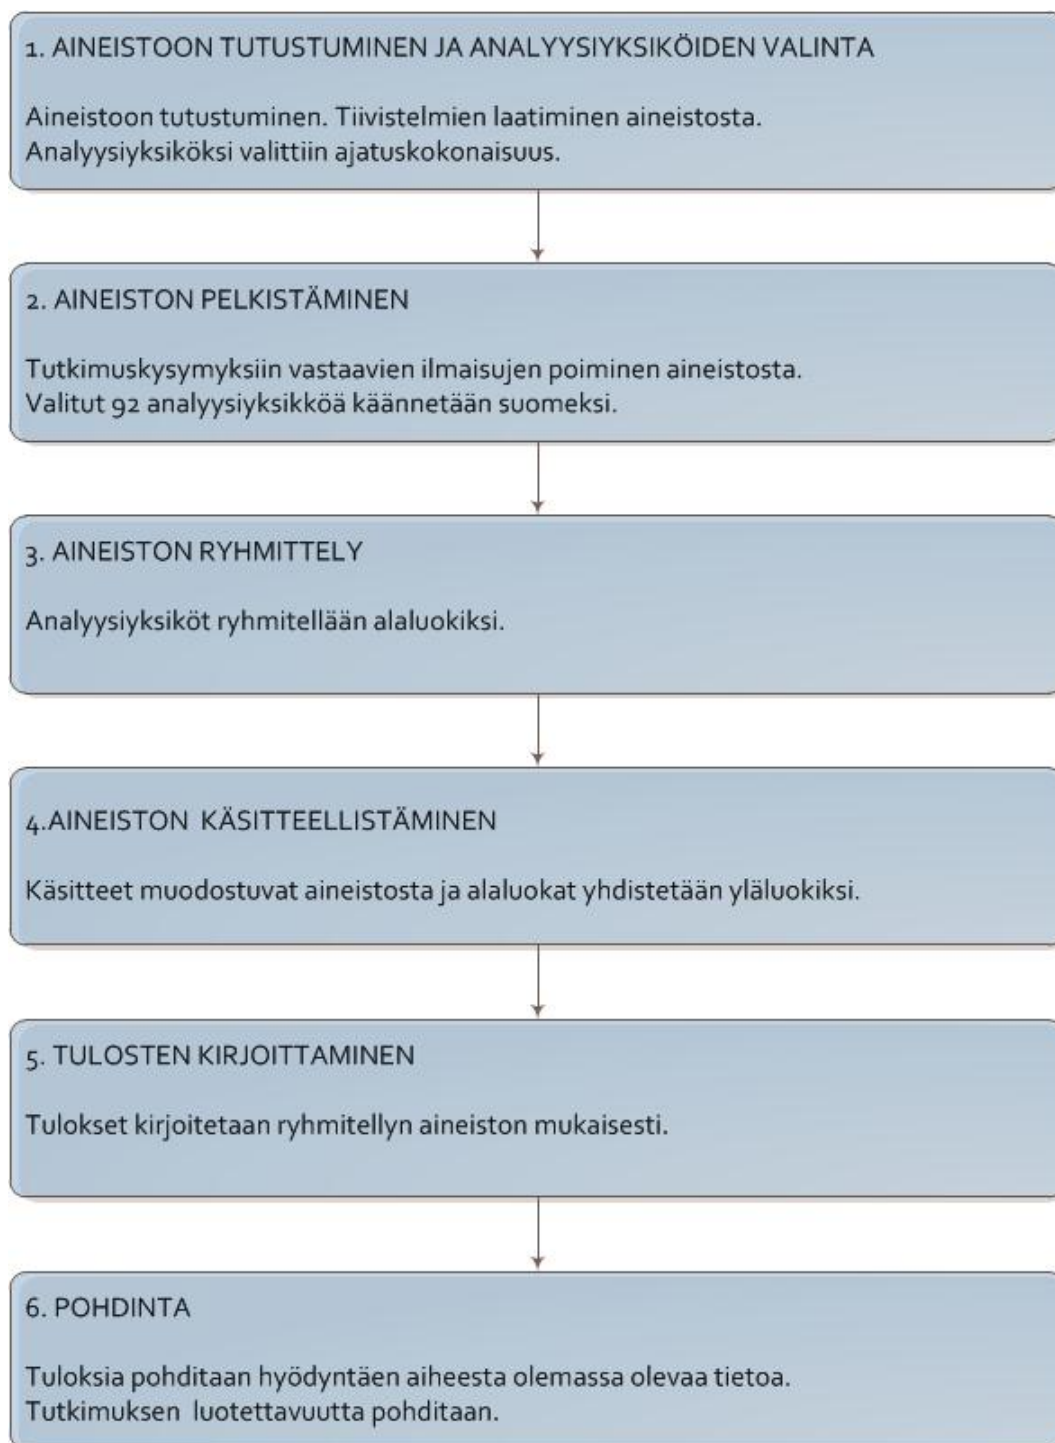 1. AINEISTOON TUTUSTUMINEN JA ANALYYSIYKSIKÖIDEN VALINTA
Aineistoon tutustuminen. Tiivistelmien laatiminen aineistosta.
Analyysiyksiköksi valittiin ajatuskokonaisuus.
2. AINEISTON PELKISTÄMINEN
Tutkimuskysymyksiin vastaavien ilmaisujen poiminen aineistosta.
Valitut 92 analyysiyksikköä käännetään suomeksi.
3. AINEISTON RYHMITTELY
Analyysiyksiköt ryhmitellään alaluokiksi.
4.AINEISTON KÄSITTEELLISTÄMINEN
Käsitteet muodostuvat aineistosta ja alaluokat yhdistetään yläluokiksi.
5. TULOSTEN KIRJOITTAMINEN
Tulokset kirjoitetaan ryhmitellyn aineiston mukaisesti.
6. POHDINTA
Tuloksia pohditaan hyödyntäen aiheesta olemassa olevaa tietoa.
Tutkimuksen luotettavuutta pohditaan.